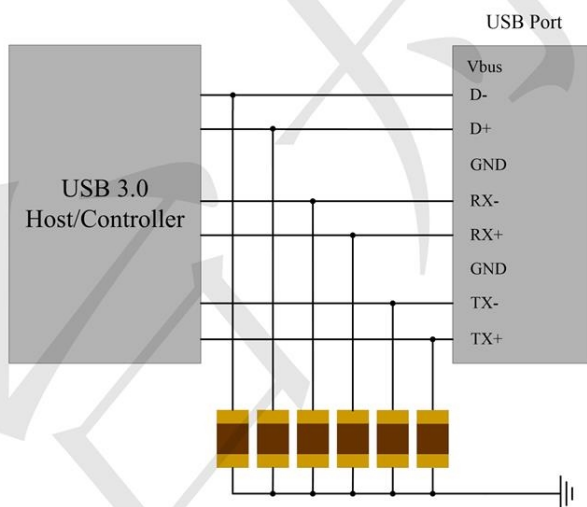 USB Port
Vbus
D-
D+
GND
USB 3.0
Host/Controller
RX-
RX+
GND
TX-
TX+